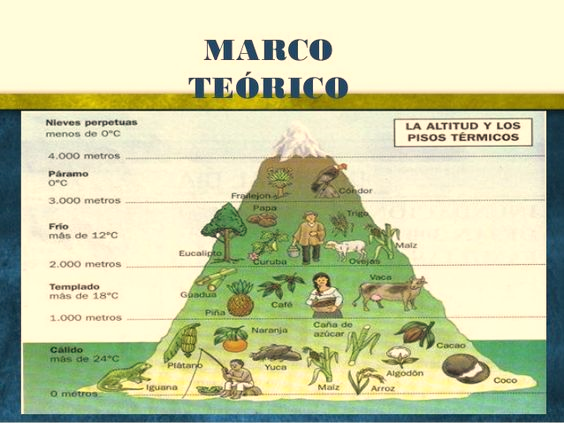 MARCO
TEÓRICO
LA ALTITUD Y LOS
PISOS TÉRMICOS
Nieves perpetuas
menos de 0°C
4.000 metros
Páramo
0°C
Frailejon
Cóndor
3.000 metros
Papa
Trigo
Frío
más de 12°C
Maíz
Eucalipto
Curuba
Ovejas
2.000 metros
Templado
más de 18°C
Vaca
Guadua
Café
Piña
1.000 metros
Caña de
azúcar
Naranja
Cálido
más de 24°C
Cacao
Plátano
Yuca
Algodón
Coco
Iguana
Maíz
Arroz
0 metros